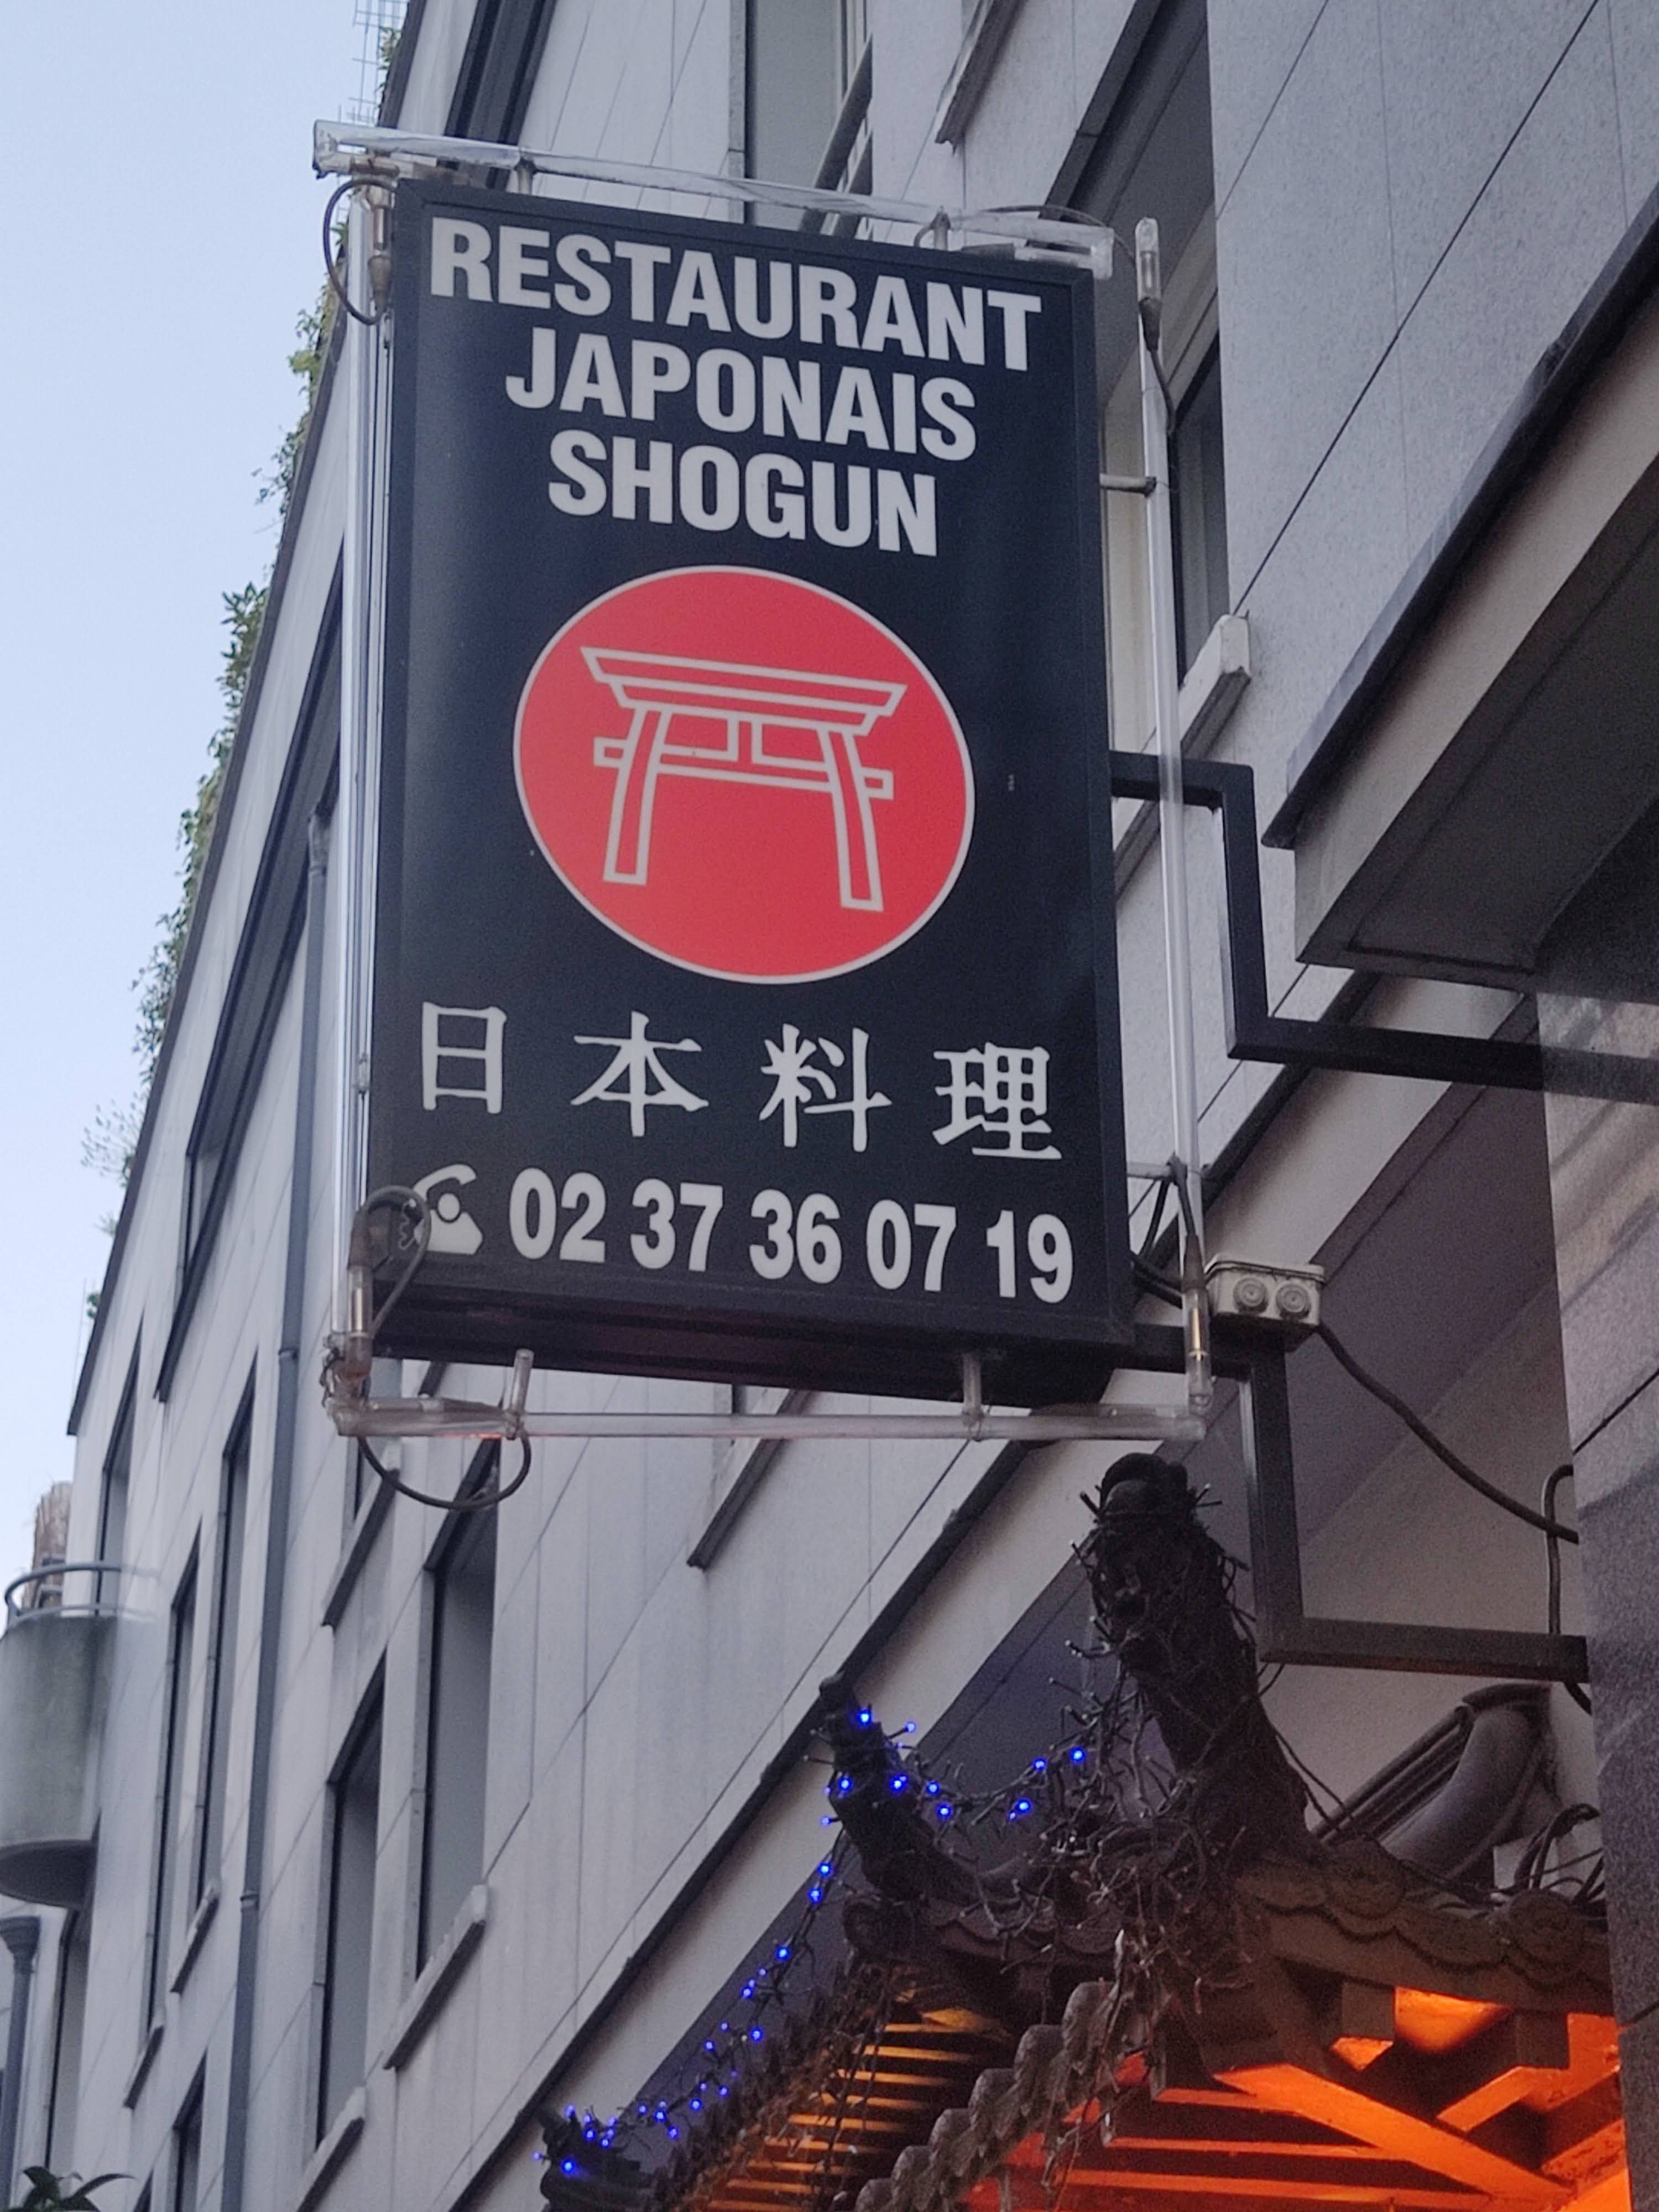 RESTAURANT
JAPONAIS
SHOGUN
日本料理
02 37 36 07 19